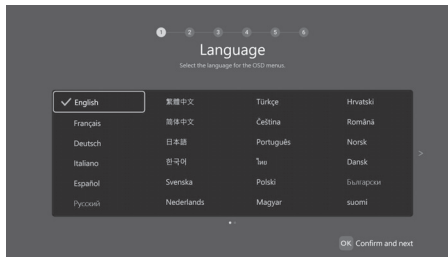 1 2 3 4 5 6
Language
Select the language for the OSD menus.
English 繁體中文 Türkçe Hrvatski
Français 简体中文 Čeština Română
Deutsch 日本語 Português Norsk
Italiano 한국어 ไทย Dansk
Español Svenska Polski Български
Русский Nederlands Magyar suomi
>
OK Confirm and next